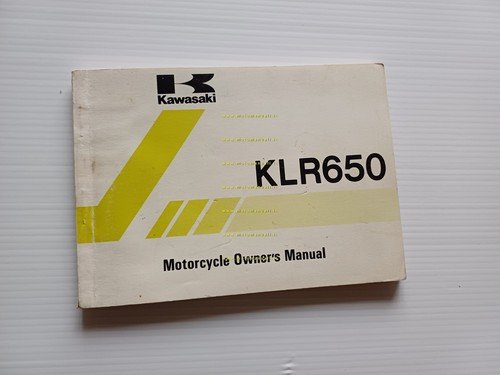 Kawasaki
KLR650
Motorcycle Owner's Manual